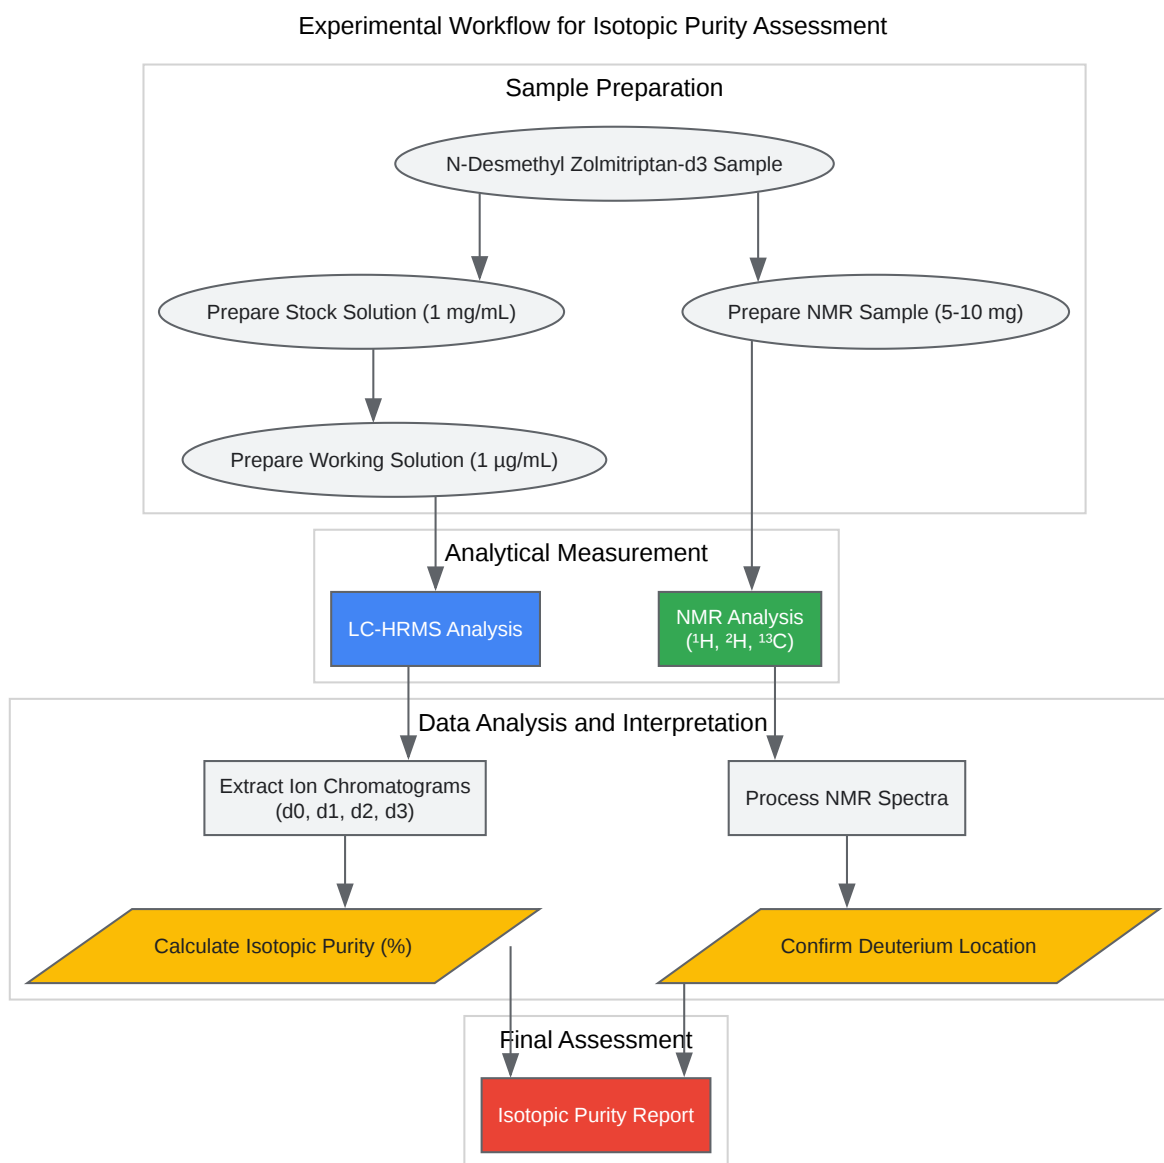 Experimental Workflow for Isotopic Purity Assessment
Sample Preparation
N-Desmethyl Zolmitriptan-d3 Sample
Prepare Stock Solution (1 mg/mL)
Prepare NMR Sample (5-10 mg)
Prepare Working Solution (1 µg/mL)
Analytical Measurement
LC-HRMS Analysis
NMR Analysis
(¹H, ²H, ¹³C)
Data Analysis and Interpretation
Extract Ion Chromatograms
(d0, d1, d2, d3)
Process NMR Spectra
Calculate Isotopic Purity (%)
Confirm Deuterium Location
Final Assessment
Isotopic Purity Report